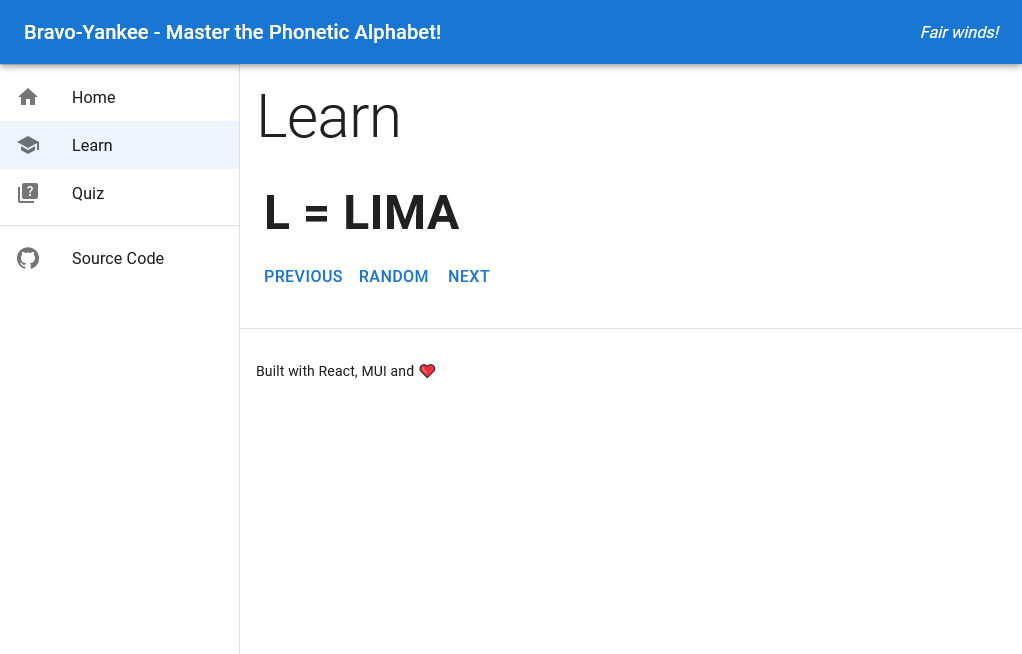 Bravo-Yankee - Master the Phonetic Alphabet!
Fair winds!
Home
Learn
Quiz
Source Code
Learn
L = LIMA
PREVIOUS RANDOM NEXT
Built with React, MUI and ❤️